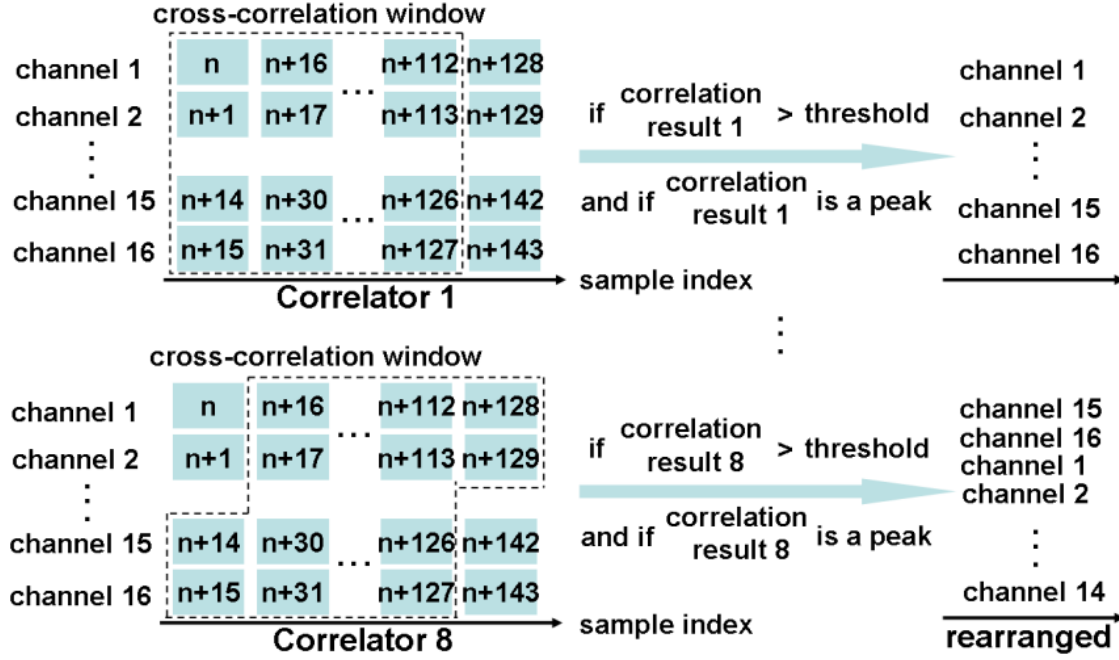 cross-correlation window
channel 1 n n+16 n+112 n+128
channel 2 n+1 n+17 ... n+113 n+129
channel 15 n+14 n+30 n+126 n+142
channel 16 n+15 n+31 ... n+127 n+143
Correlator 1
sample index
if correlation result 1 > threshold
and if correlation result 1 is a peak
channel 1
channel 2
channel 15
channel 16
cross-correlation window
channel 1 n n+16 n+112 n+128
channel 2 n+1 n+17 ... n+113 n+129
channel 15 n+14 n+30 n+126 n+142
channel 16 n+15 n+31 ... n+127 n+143
Correlator 8
sample index
if correlation result 8 > threshold
and if correlation result 8 is a peak
channel 15
channel 16
channel 1
channel 2
channel 14
rearranged